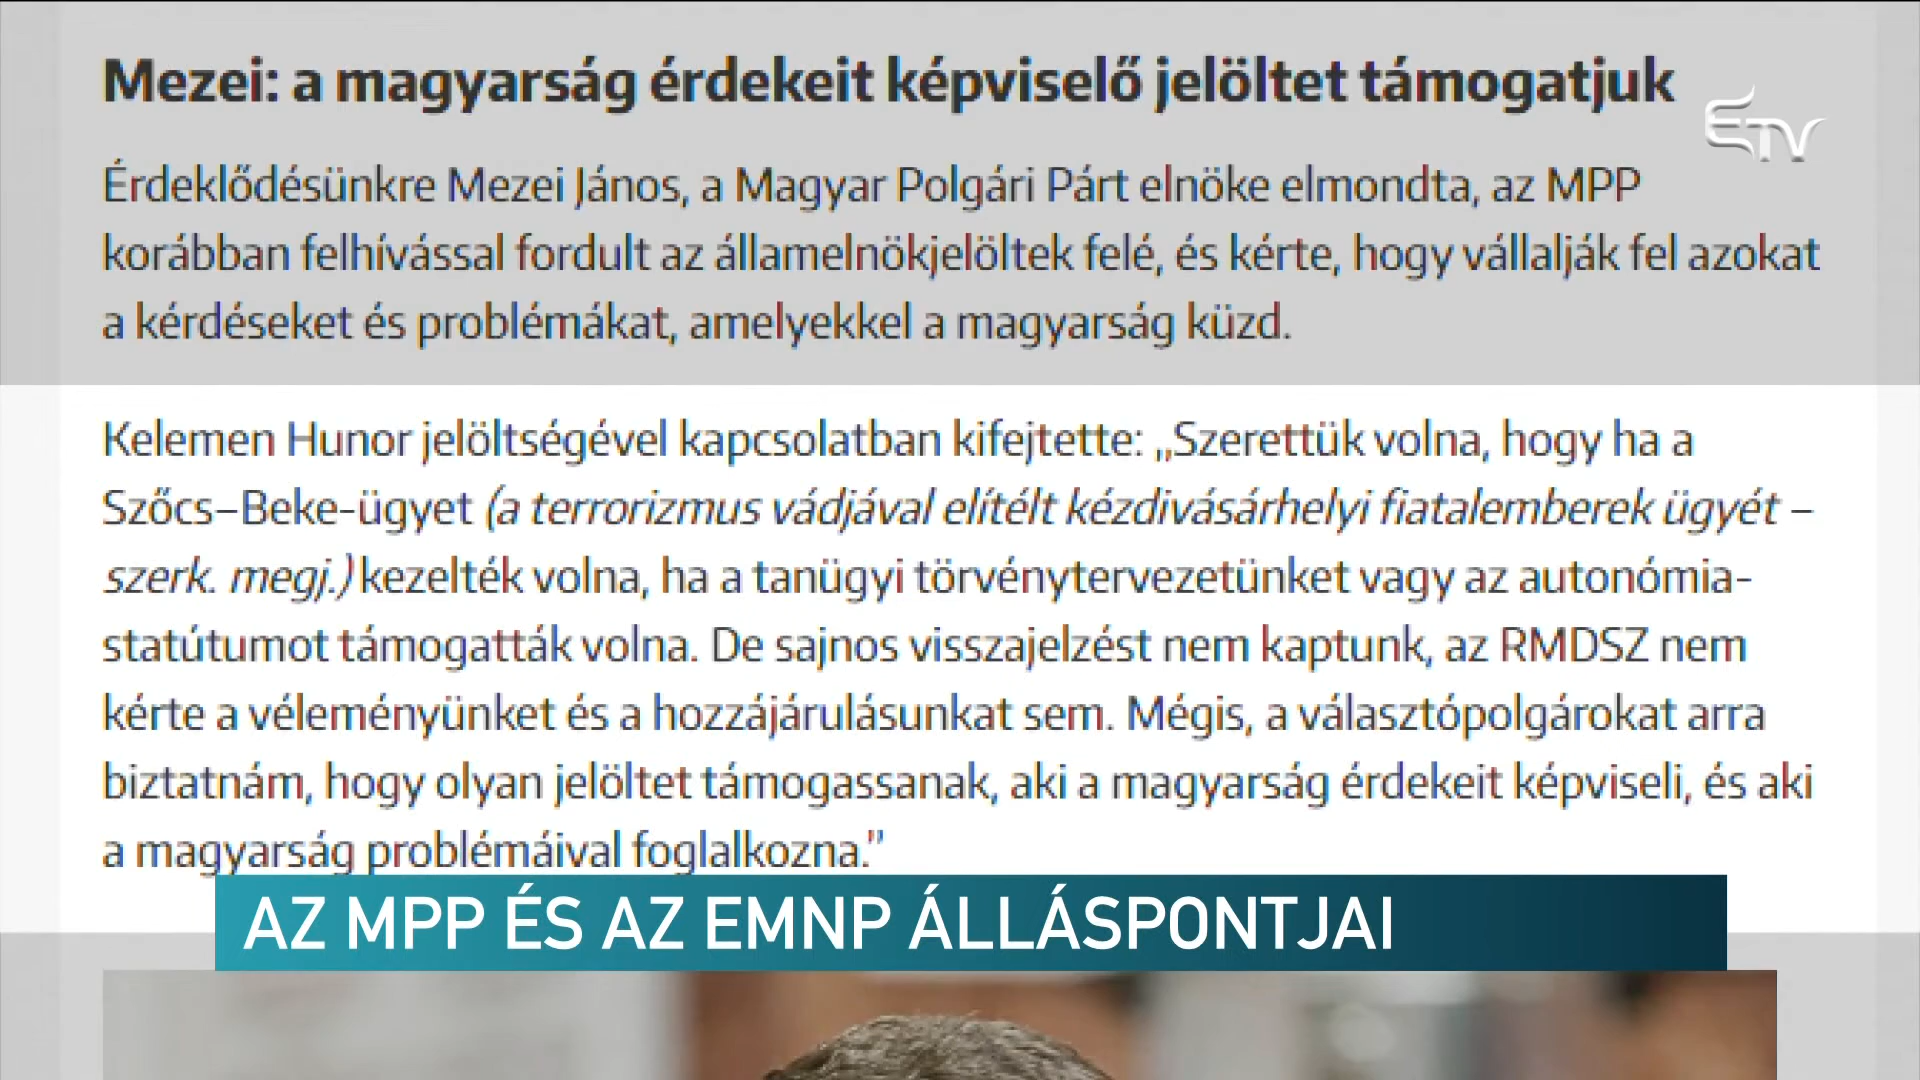 Mezei: a magyarság érdekeit képviselő jelöltet támogatjuk
ETV
Érdeklődésünkre Mezei János, a Magyar Polgári Párt elnöke elmondta, az MPP
korábban felhívással fordult az államelnökjelöltek felé, és kérte, hogy vállalják fel azokat
a kérdéseket és problémákat, amelyekkel a magyarság küzd.
Kelemen Hunor jelöltségével kapcsolatban kifejtette: „Szerettük volna, hogy ha a
Szőcs–Beke-ügyet (a terrorizmus vádjával elítélt kézdivásárhelyi fiatalemberek ügyét –
szerk. megj.) kezelték volna, ha a tanügyi törvénytervezetünket vagy az autonómia-
statútumot támogatták volna. De sajnos visszajelzést nem kaptunk, az RMDSZ nem
kérte a véleményünket és a hozzájárulásunkat sem. Mégis, a választópolgárokat arra
biztatnám, hogy olyan jelöltet támogassanak, aki a magyarság érdekeit képviseli, és aki
a magyarság problémáival foglalkozna.”
AZ MPP ÉS AZ EMNP ÁLLÁSPONTJAI